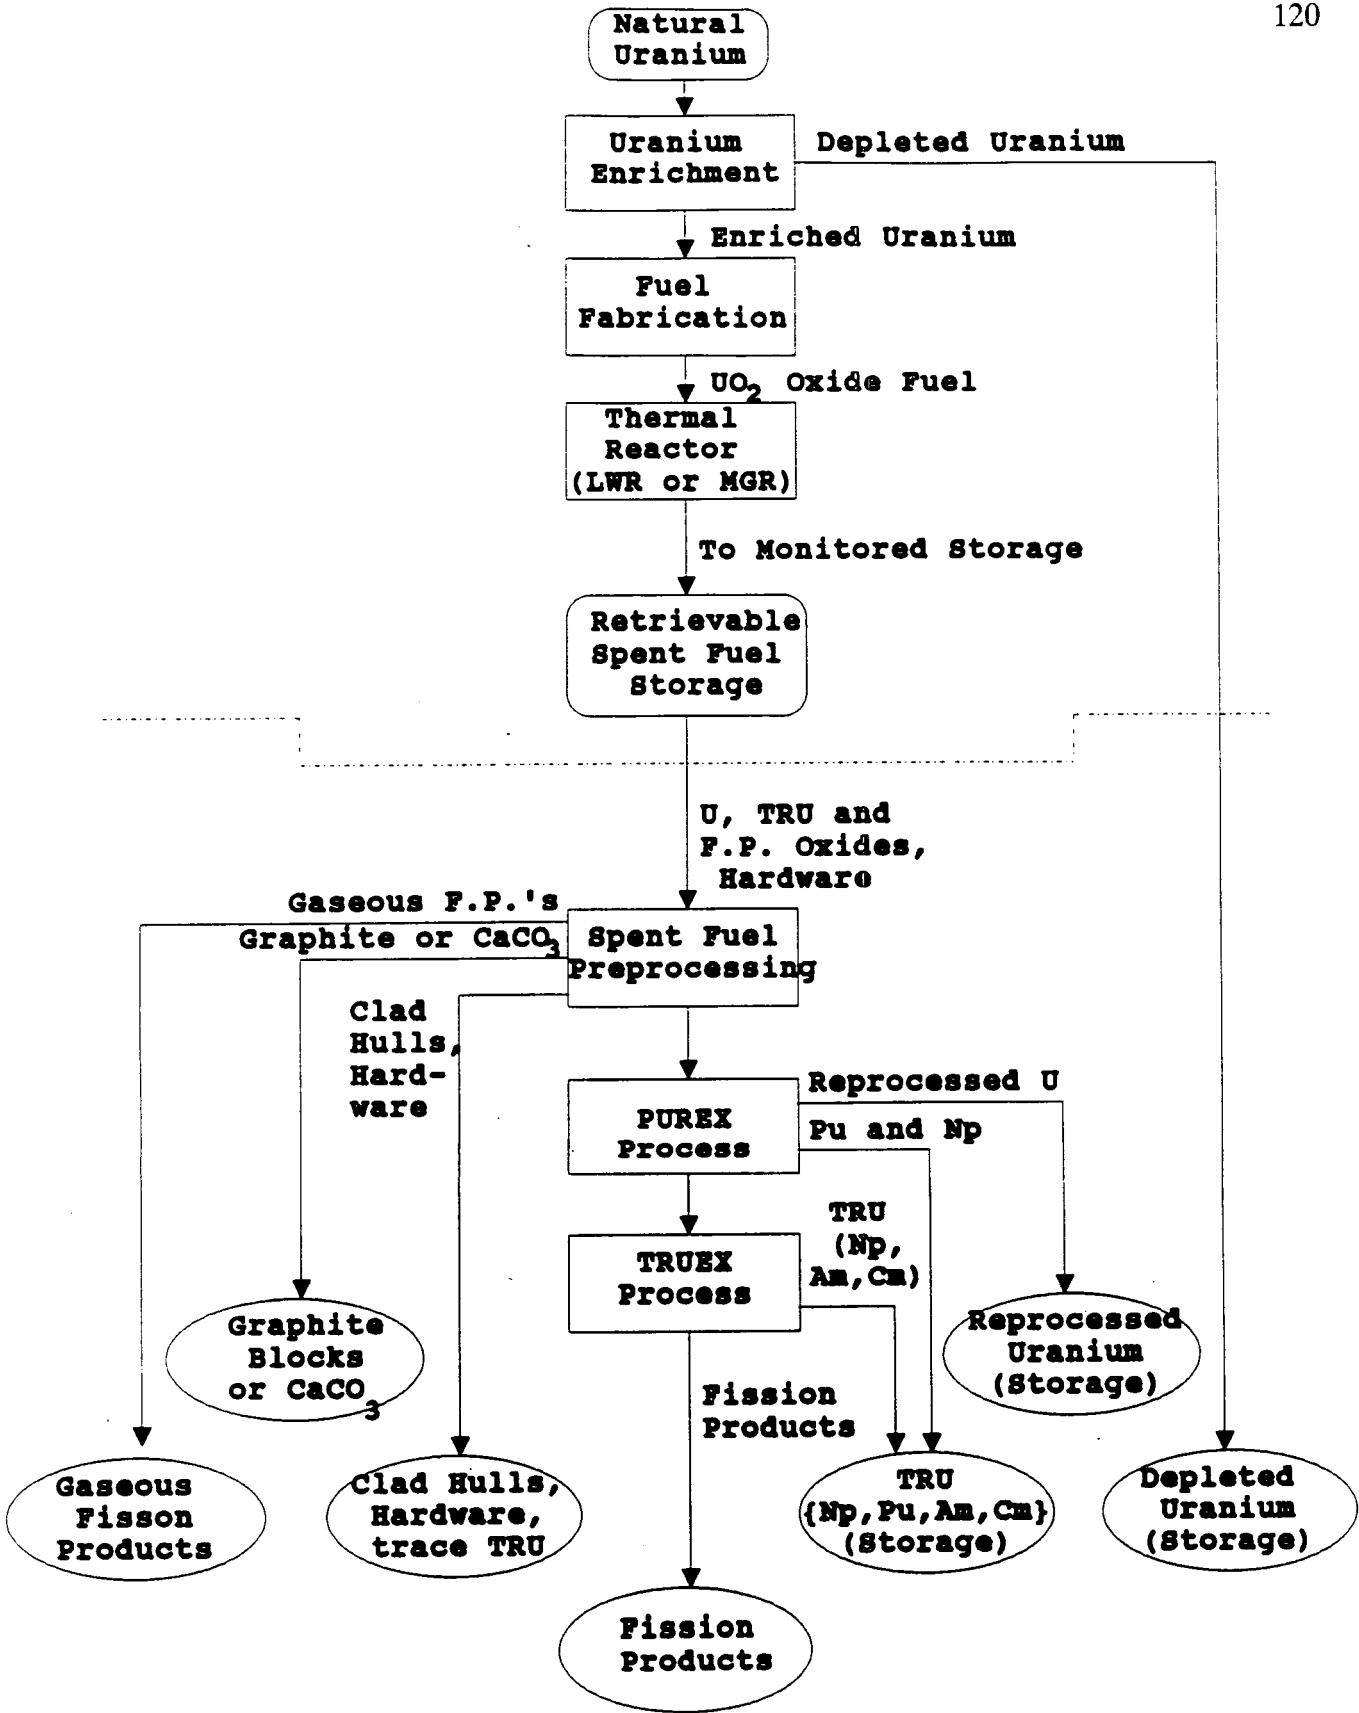 120
Natural
Uranium
Uranium
Enrichment
Depleted Uranium
Enriched Uranium
Fuel
Fabrication
UO2 Oxide Fuel
Thermal
Reactor
(LWR or MGR)
To Monitored Storage
Retrievable
Spent Fuel
Storage
U, TRU and
F.P. Oxides,
Hardware
Gaseous F.P.'s
Graphite or CaCO3
Spent Fuel
Preprocessing
Clad
Hulls,
Hard-
ware
Reprocessed U
PUREX
Process
Pu and Np
TRU
(Np,
Am,Cm)
TRUEX
Process
Graphite
Blocks
or CaCO3
Reprocessed
Uranium
(Storage)
Fission
Products
Gaseous
Fisson
Products
Clad Hulls,
Hardware,
trace TRU
TRU
{Np,Pu,Am,Cm}
(Storage)
Depleted
Uranium
(Storage)
Fission
Products